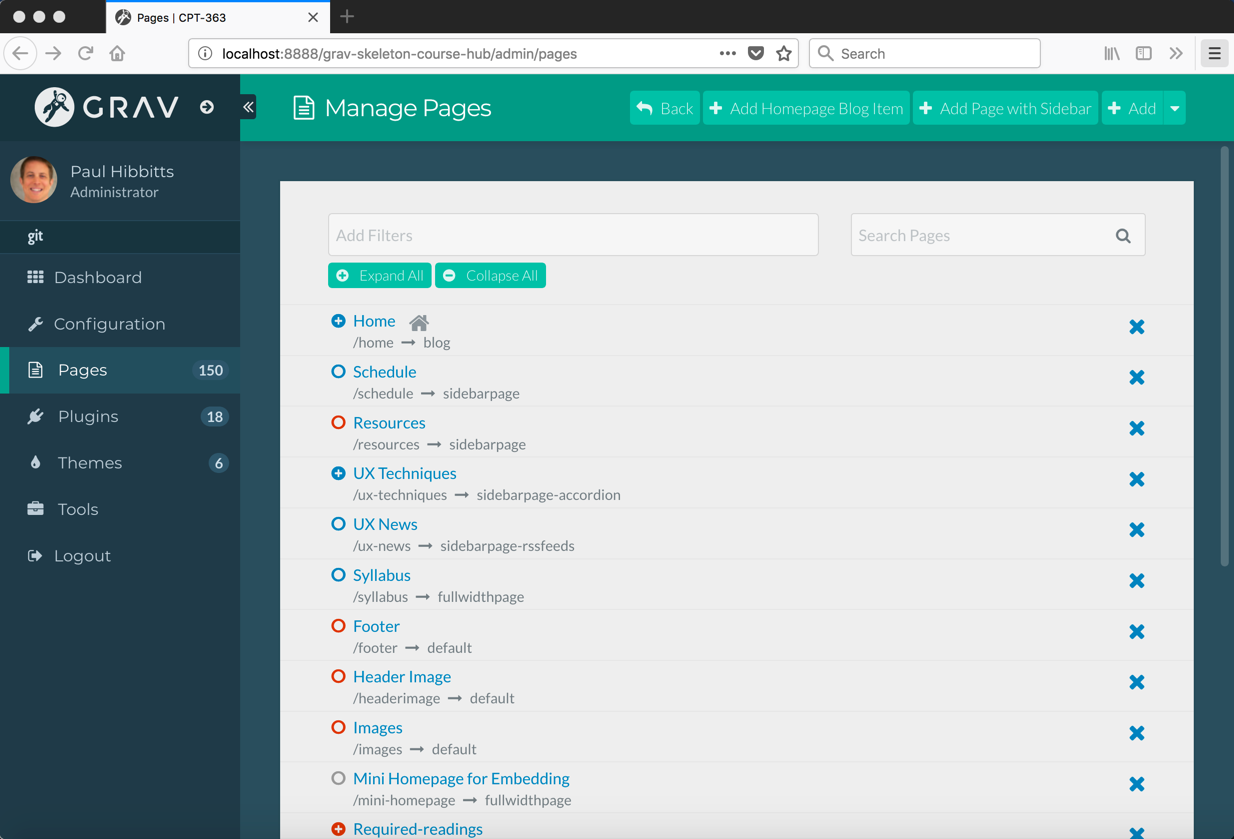 Pages | CPT-363
localhost:8888/grav-skeleton-course-hub/admin/pages
Search
GRAV
Manage Pages
Back
Add Homepage Blog Item
Add Page with Sidebar
Add
Paul Hibbitts
Administrator
git
Dashboard
Configuration
Pages 150
Plugins 18
Themes 6
Tools
Logout
Add Filters
Search Pages
Expand All
Collapse All
Home
/home → blog
Schedule
/schedule → sidebarpage
Resources
/resources → sidebarpage
UX Techniques
/ux-techniques → sidebarpage-accordion
UX News
/ux-news → sidebarpage-rssfeeds
Syllabus
/syllabus → fullwidthpage
Footer
/footer → default
Header Image
/headerimage → default
Images
/images → default
Mini Homepage for Embedding
/mini-homepage → fullwidthpage
Required-readings